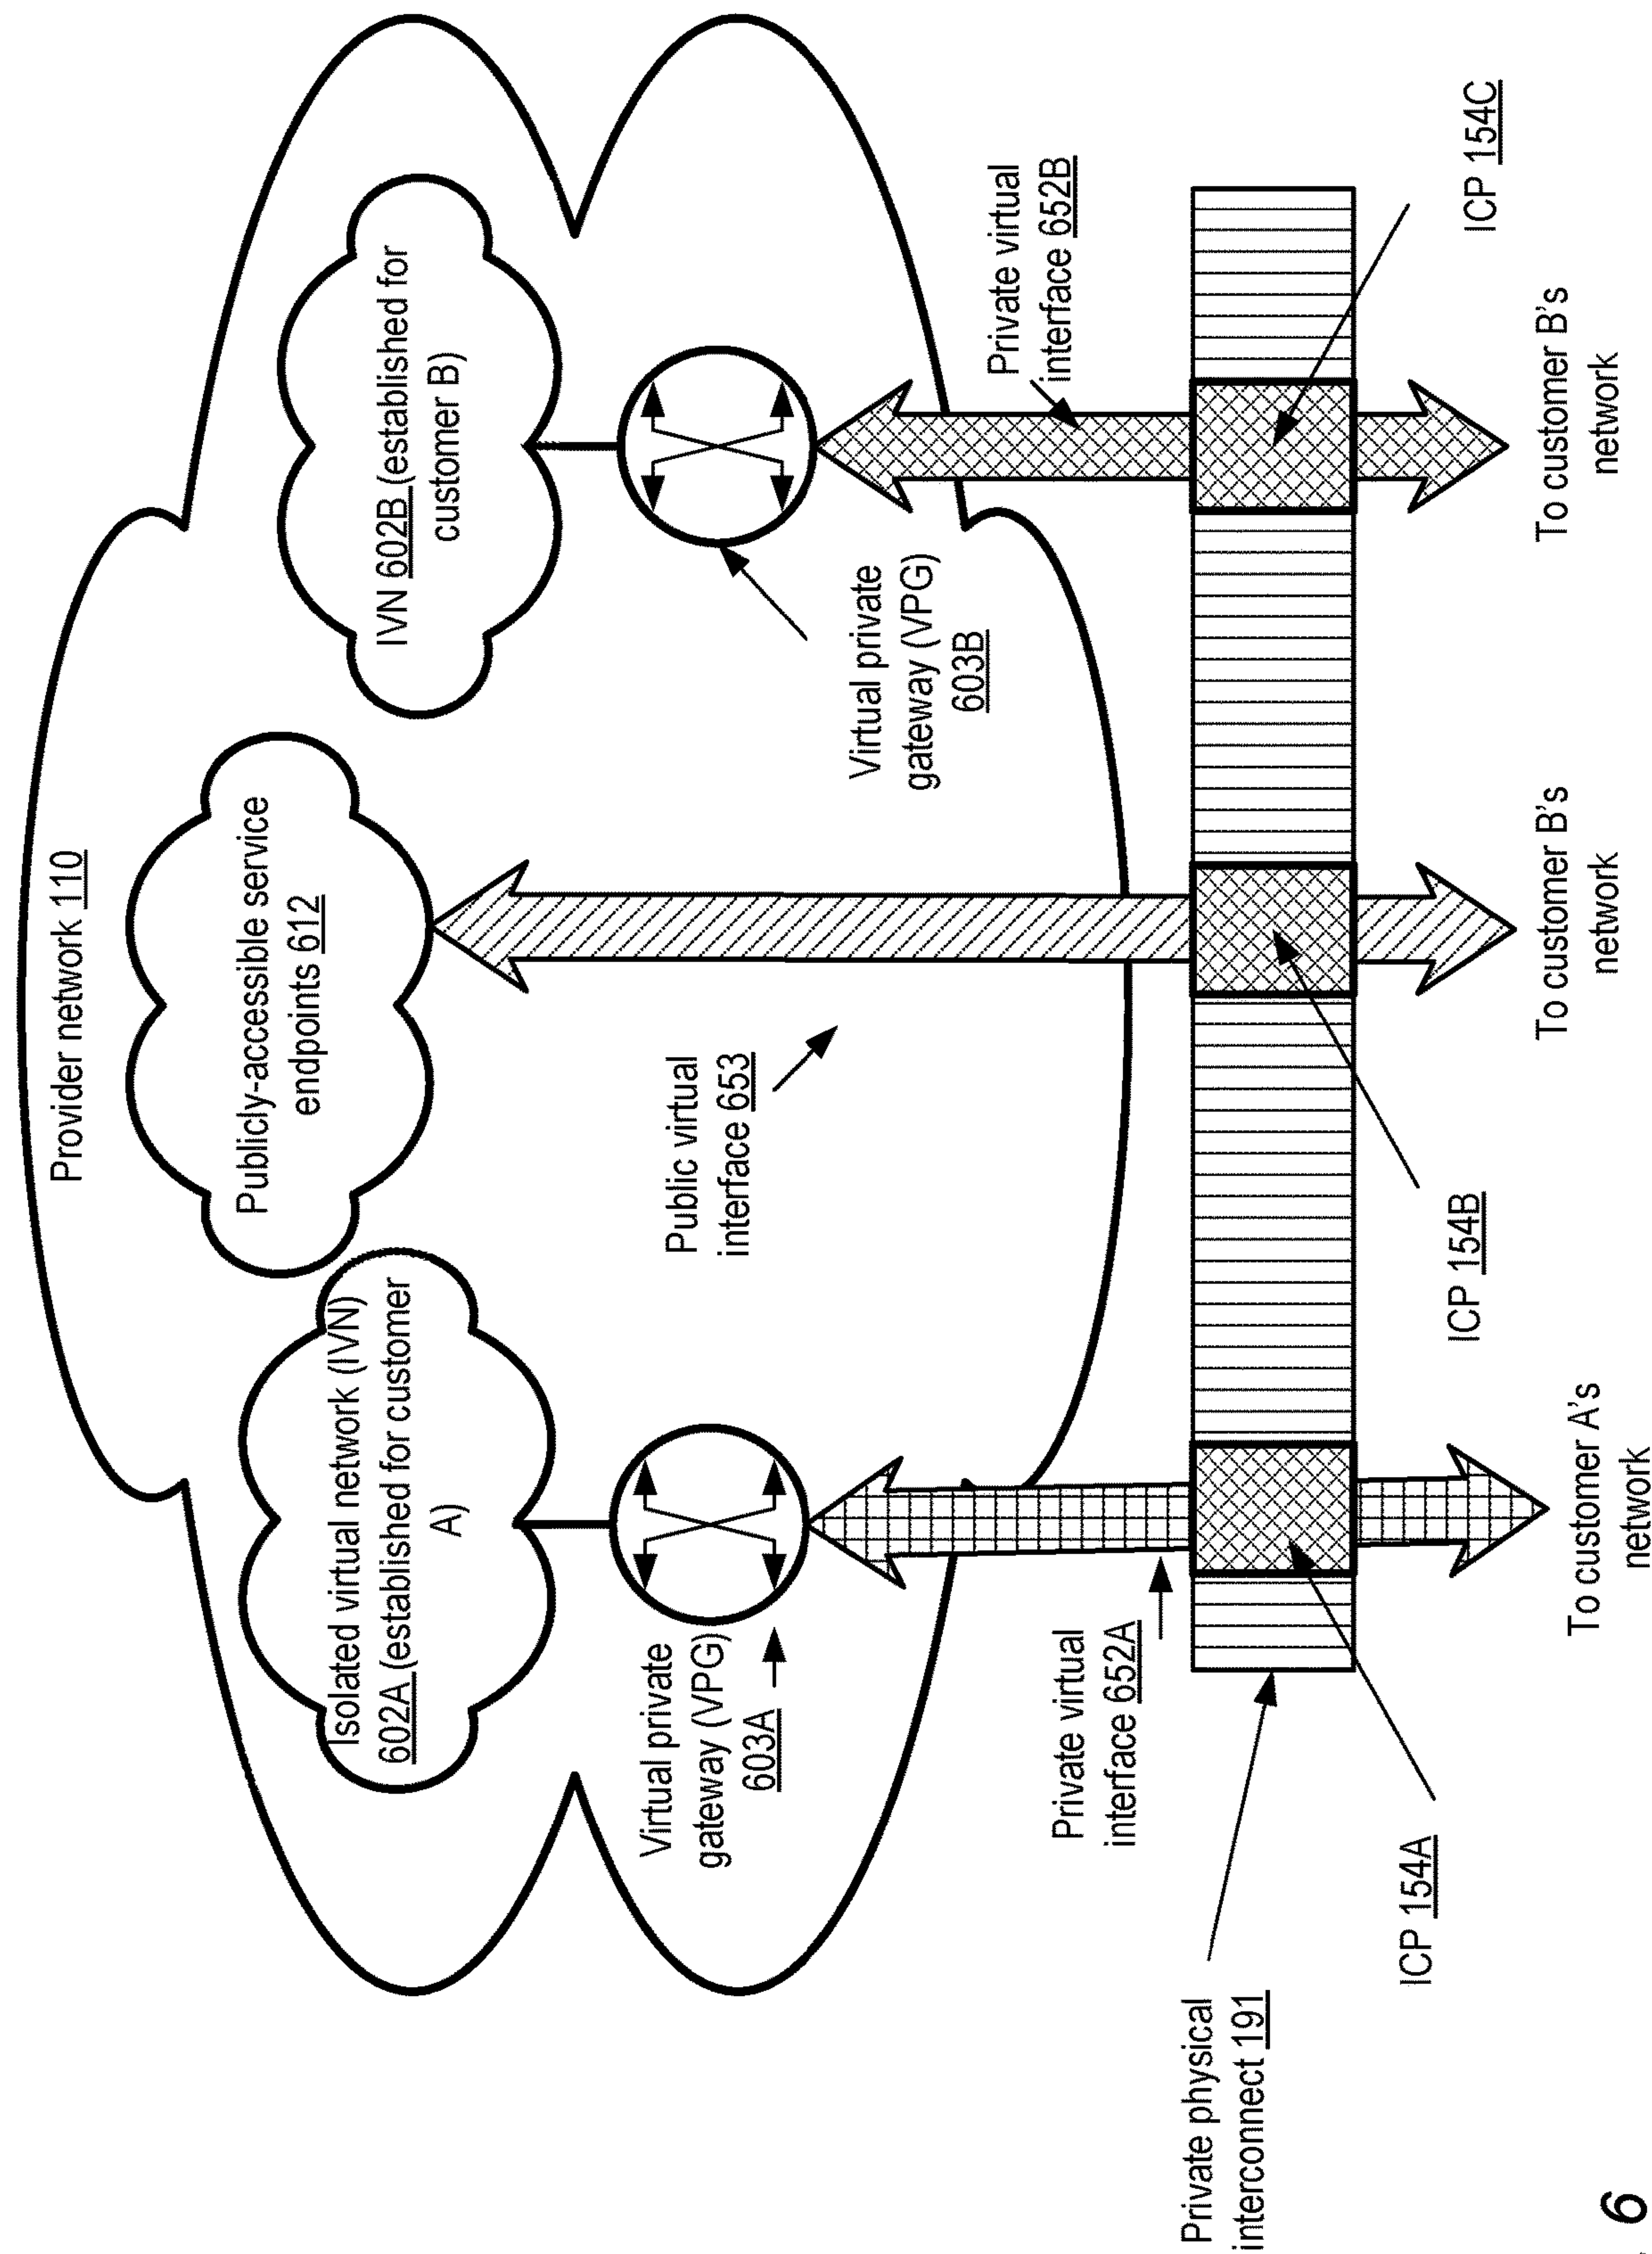 Provider network 110
Isolated virtual network (IVN)
602A (established for customer
A)
Publicly-accessible service
endpoints 612
IVN 602B (established for
customer B)
Virtual private
gateway (VPG)
603A
Public virtual
interface 653
Virtual private
gateway (VPG)
603B
Private virtual
interface 652A
Private virtual
interface 652B
Private physical
interconnect 191
ICP 154A
ICP 154B
ICP 154C
To customer A's
network
To customer B's
network
To customer B's
network
6